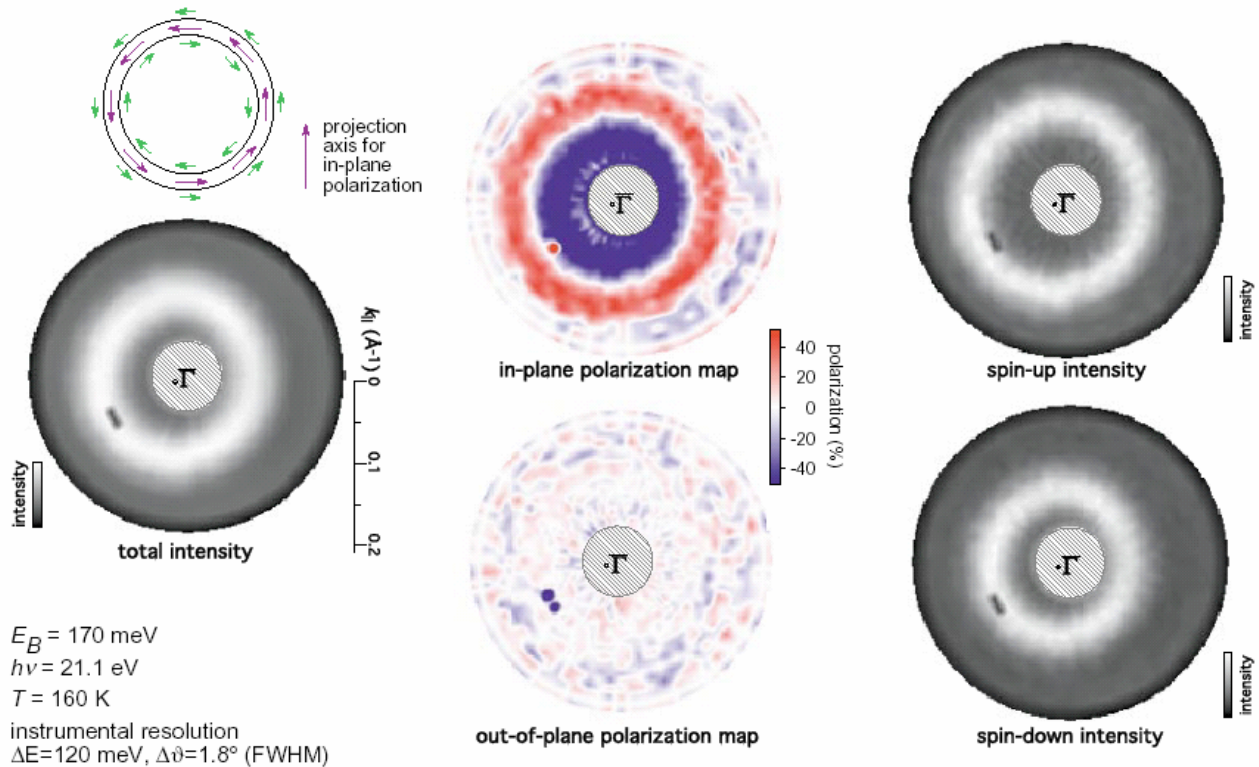 projection
axis for
in-plane
polarization
Γ
k|| (Å-1)
0
0.1
0.2
intensity
total intensity
E_B = 170 meV
hν = 21.1 eV
T = 160 K
instrumental resolution
ΔE=120 meV, Δϑ=1.8° (FWHM)
Γ̅
in-plane polarization map
40
20
0
-20
-40
polarization (%)
Γ
out-of-plane polarization map
Γ
intensity
spin-up intensity
Γ
intensity
spin-down intensity